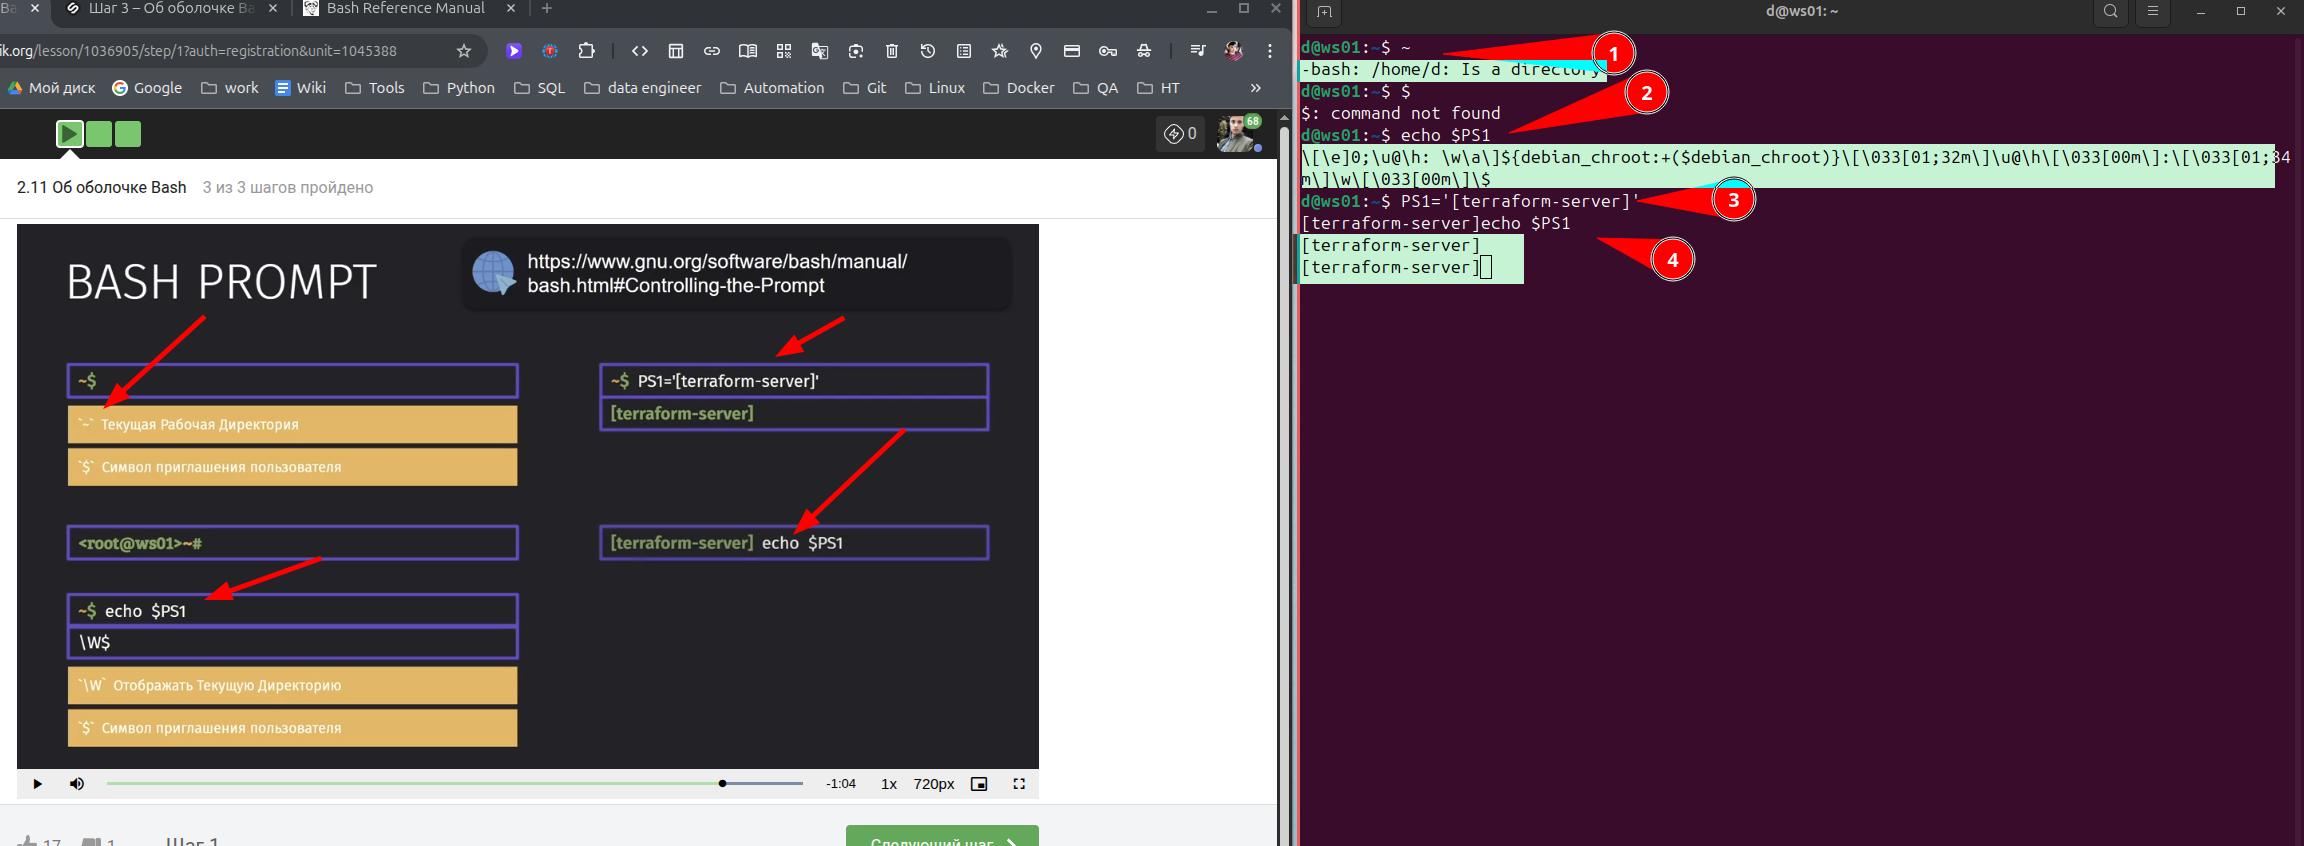 Ba
Шаг 3 – Об оболочке Ba
Bash Reference Manual
ik.org/lesson/1036905/step/1?auth=registration&unit=1045388
Мой диск
Google
work
Wiki
Tools
Python
SQL
data engineer
Automation
Git
Linux
Docker
QA
HT
»
0
68
2.11 Об оболочке Bash 3 из 3 шагов пройдено
BASH PROMPT
https://www.gnu.org/software/bash/manual/
bash.html#Controlling-the-Prompt
~$
`~` Текущая Рабочая Директория
`$` Символ приглашения пользователя
<root@ws01>~#
~$ echo $PS1
\W$
`\W` Отображать Текущую Директорию
`$` Символ приглашения пользователя
~$ PS1='[terraform-server]'
[terraform-server]
[terraform-server] echo $PS1
-1:04
1x
720px
17
1
Шаг 1
Следующий шаг
d@ws01: ~
d@ws01:~$ ~
-bash: /home/d: Is a directory
d@ws01:~$ $
$: command not found
d@ws01:~$ echo $PS1
\[\e]0;\u@\h: \w\a\]${debian_chroot:+($debian_chroot)}\[\033[01;32m\]\u@\h\[\033[00m\]:\[\033[01;34
m\]\w\[\033[00m\]\$
d@ws01:~$ PS1='[terraform-server]'
[terraform-server]echo $PS1
[terraform-server]
[terraform-server]
1
2
3
4